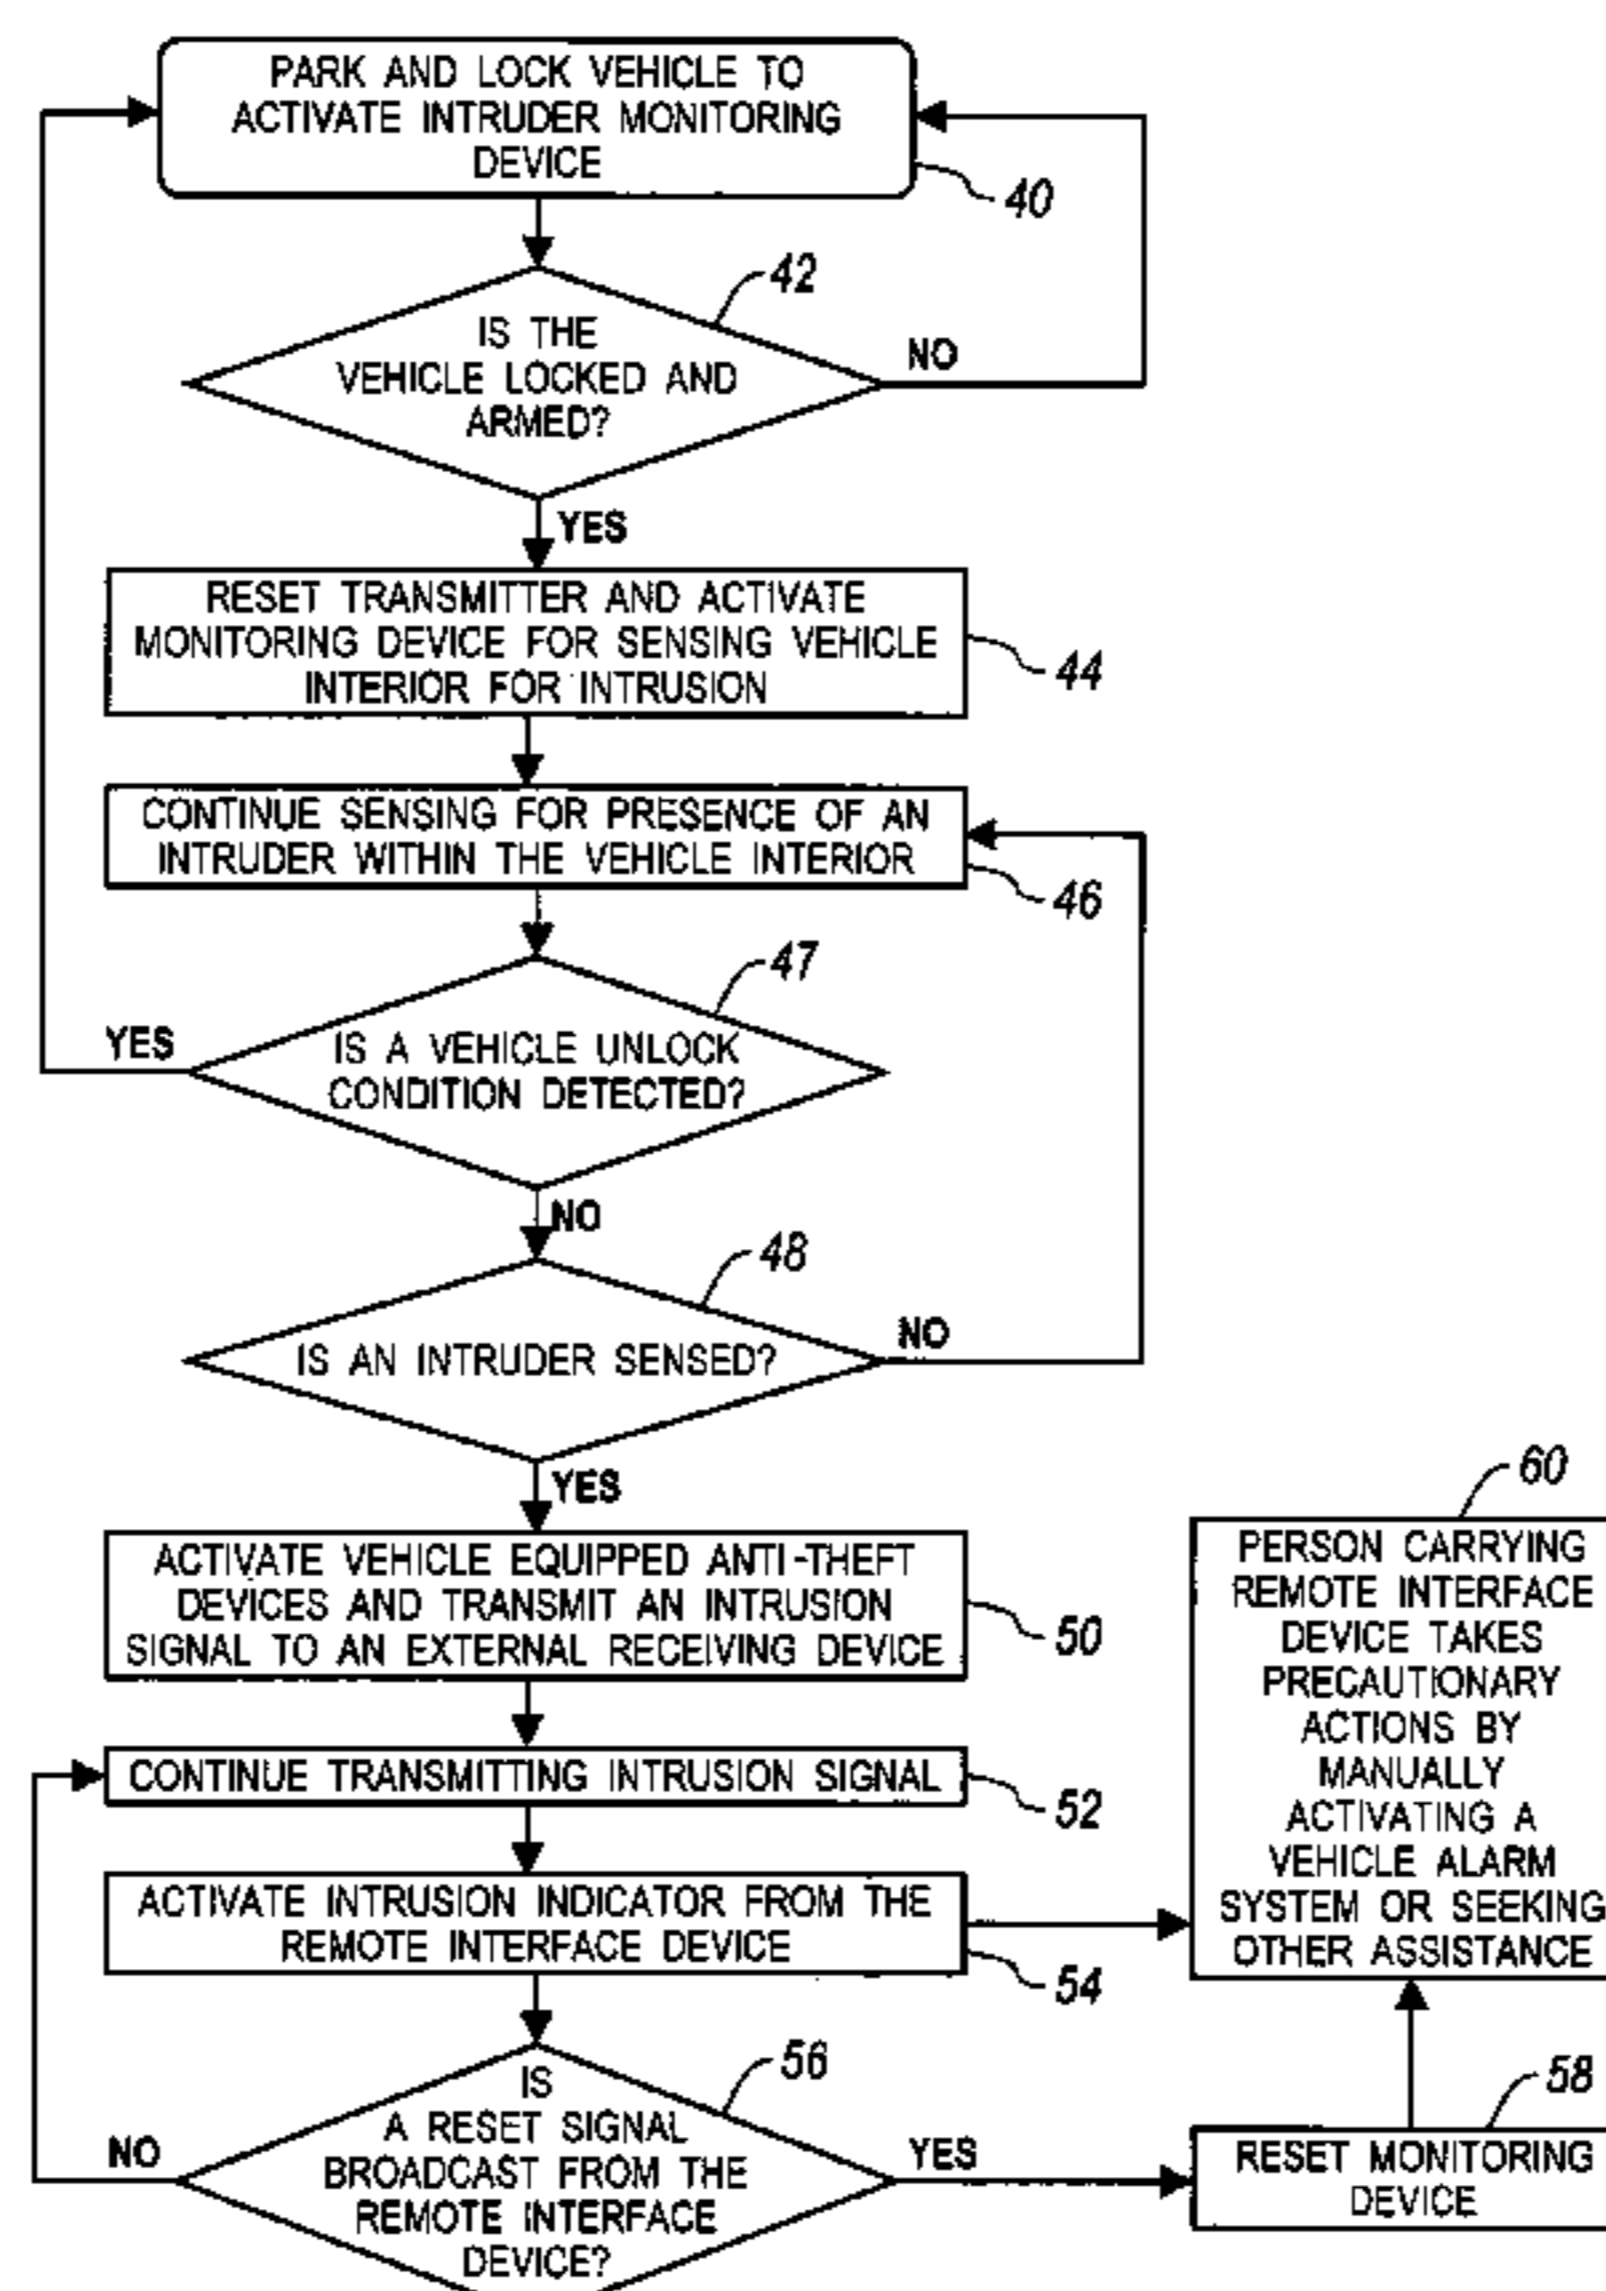 PARK AND LOCK VEHICLE TO
ACTIVATE INTRUDER MONITORING
DEVICE
40
42
IS THE
VEHICLE LOCKED AND
ARMED?
NO
YES
RESET TRANSMITTER AND ACTIVATE
MONITORING DEVICE FOR SENSING VEHICLE
INTERIOR FOR INTRUSION
44
CONTINUE SENSING FOR PRESENCE OF AN
INTRUDER WITHIN THE VEHICLE INTERIOR
46
47
YES
IS A VEHICLE UNLOCK
CONDITION DETECTED?
NO
48
IS AN INTRUDER SENSED?
NO
YES
ACTIVATE VEHICLE EQUIPPED ANTI-THEFT
DEVICES AND TRANSMIT AN INTRUSION
SIGNAL TO AN EXTERNAL RECEIVING DEVICE
50
CONTINUE TRANSMITTING INTRUSION SIGNAL
52
ACTIVATE INTRUSION INDICATOR FROM THE
REMOTE INTERFACE DEVICE
54
60
PERSON CARRYING
REMOTE INTERFACE
DEVICE TAKES
PRECAUTIONARY
ACTIONS BY
MANUALLY
ACTIVATING A
VEHICLE ALARM
SYSTEM OR SEEKING
OTHER ASSISTANCE
56
IS
A RESET SIGNAL
BROADCAST FROM THE
REMOTE INTERFACE
DEVICE?
NO
YES
58
RESET MONITORING
DEVICE